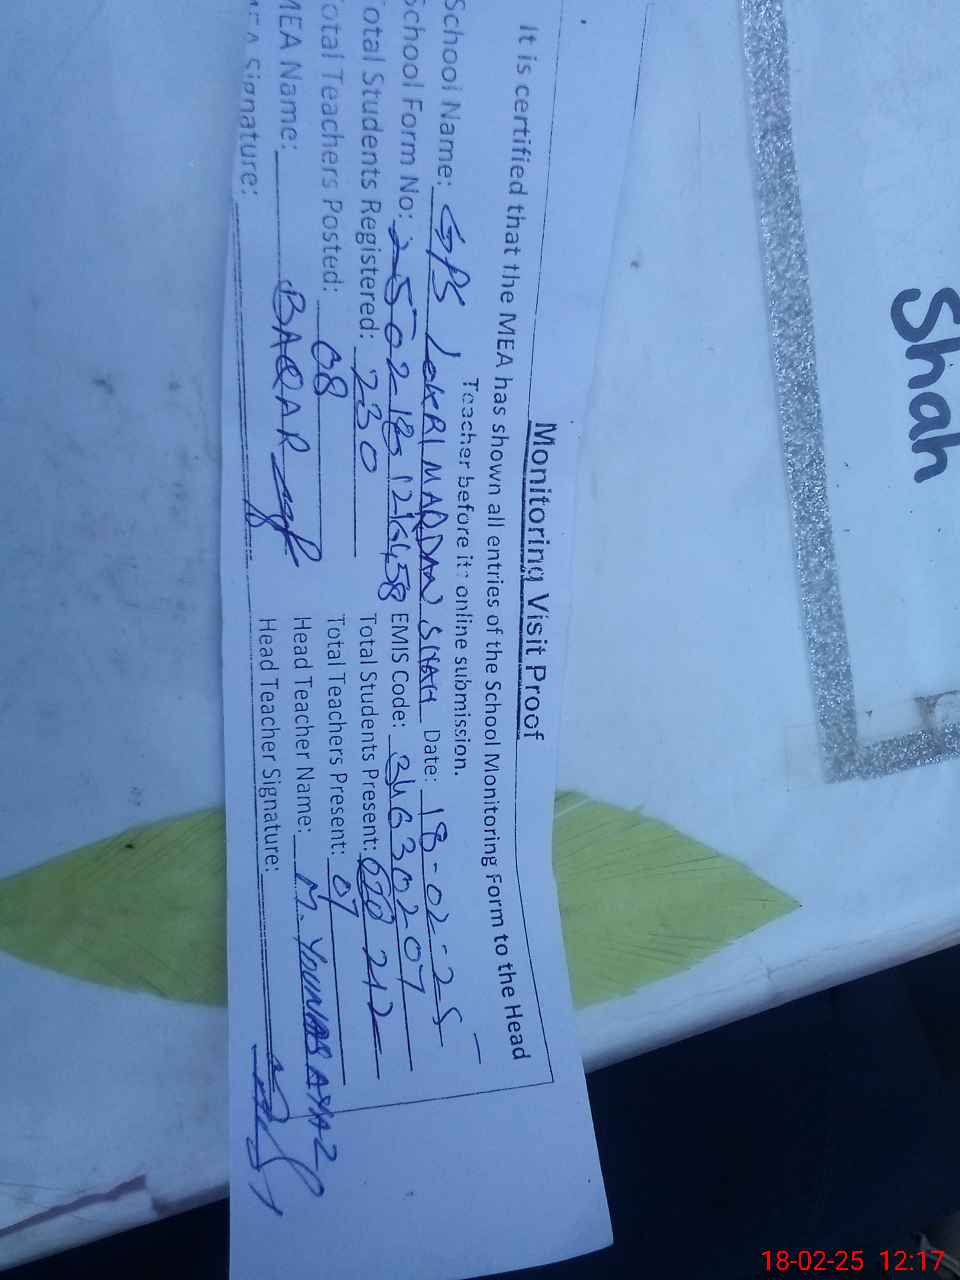 Shah
Monitoring Visit Proof
It is certified that the MEA has shown all entries of the School Monitoring Form to the Head
Teacher before its online submission.
School Name: GPS LAKRI MARDAN SHAH Date: 18-02-25
School Form No: EMIS Code: 34630207
Total Students Registered: 230 Total Students Present: 212
Total Teachers Posted: 08 Total Teachers Present: 07
MEA Name: BAQAR Head Teacher Name: M. YOUNAS AYAZ
MEA Signature: Head Teacher Signature:
18-02-25 12:17